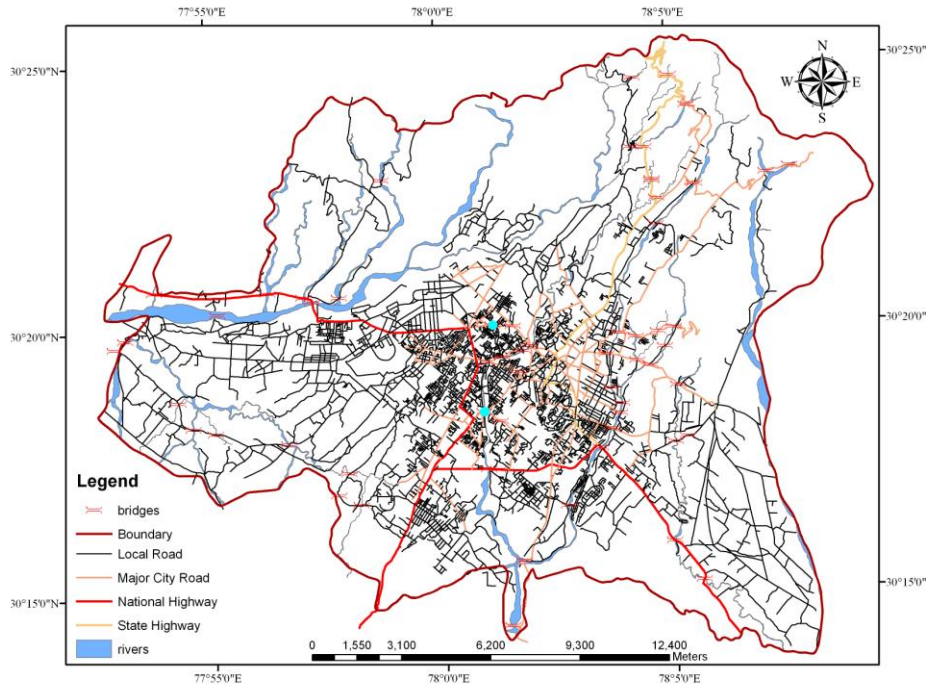 77°55'0"E 78°0'0"E 78°5'0"E
N
W E
S
30°25'0"N 30°25'0"N
30°20'0"N 30°20'0"N
30°15'0"N 30°15'0"N
Legend
bridges
Boundary
Local Road
Major City Road
National Highway
State Highway
rivers
0 1,550 3,100 6,200 9,300 12,400
Meters
77°55'0"E 78°0'0"E 78°5'0"E